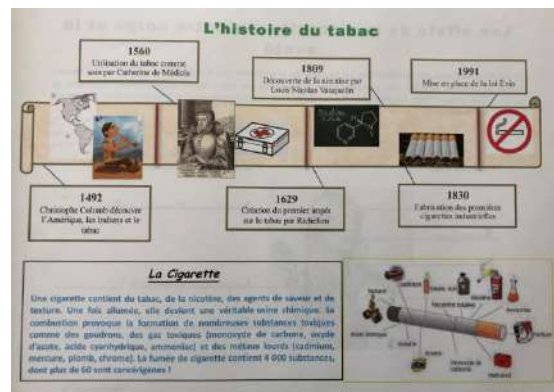 L'histoire du tabac
1560
Utilisation du tabac comme
soin par Catherine de Médicis
1809
Découverte de la nicotine par
Louis Nicolas Vauquelin
1991
Mise en place de la loi Evin
1492
Christophe Colomb découvre
l'Amérique, les indiens et le
tabac
1629
Création du premier impôt
sur le tabac par Richelieu
1830
Fabrication des premières
cigarettes industrielles
La Cigarette
Une cigarette contient du tabac, de la nicotine, des agents de saveur et de
texture. Une fois allumée, elle devient une véritable usine chimique. Sa
combustion provoque la formation de nombreuses substances toxiques
comme des goudrons, des gaz toxiques (monoxyde de carbone, oxyde
d'azote, acide cyanhydrique, ammoniac) et des métaux lourds (cadmium,
mercure, plomb, chrome). La fumée de cigarette contient 4 000 substances,
dont plus de 60 sont cancérigènes !
Monoxyde de
carbone